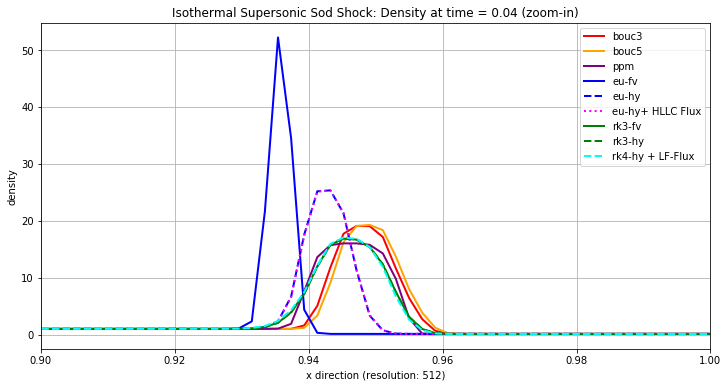 Isothermal Supersonic Sod Shock: Density at time = 0.04 (zoom-in)
density
50
40
30
20
10
0
bouc3
bouc5
ppm
eu-fv
eu-hy
eu-hy+ HLLC Flux
rk3-fv
rk3-hy
rk4-hy + LF-Flux
0.90
0.92
0.94
0.96
0.98
1.00
x direction (resolution: 512)